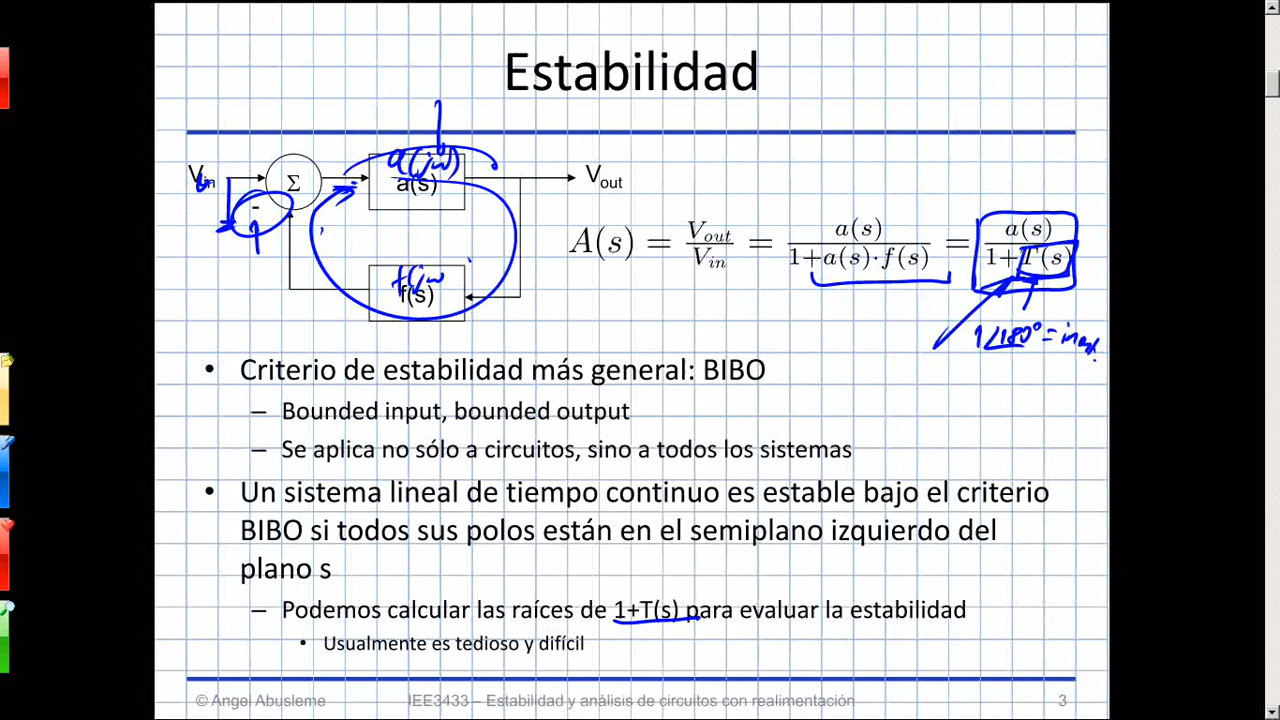 Estabilidad
Vin
Σ
-
a(jω)
a(s)
Vout
f(jω
f(s)
A(s) = Vout/Vin = a(s)/(1+a(s)·f(s)) = a(s)/(1+T(s))
1∠180° = inest.
• Criterio de estabilidad más general: BIBO
– Bounded input, bounded output
– Se aplica no sólo a circuitos, sino a todos los sistemas
• Un sistema lineal de tiempo continuo es estable bajo el criterio
BIBO si todos sus polos están en el semiplano izquierdo del
plano s
– Podemos calcular las raíces de 1+T(s) para evaluar la estabilidad
• Usualmente es tedioso y difícil
© Angel Abusleme IEE3433 – Estabilidad y análisis de circuitos con realimentación 3